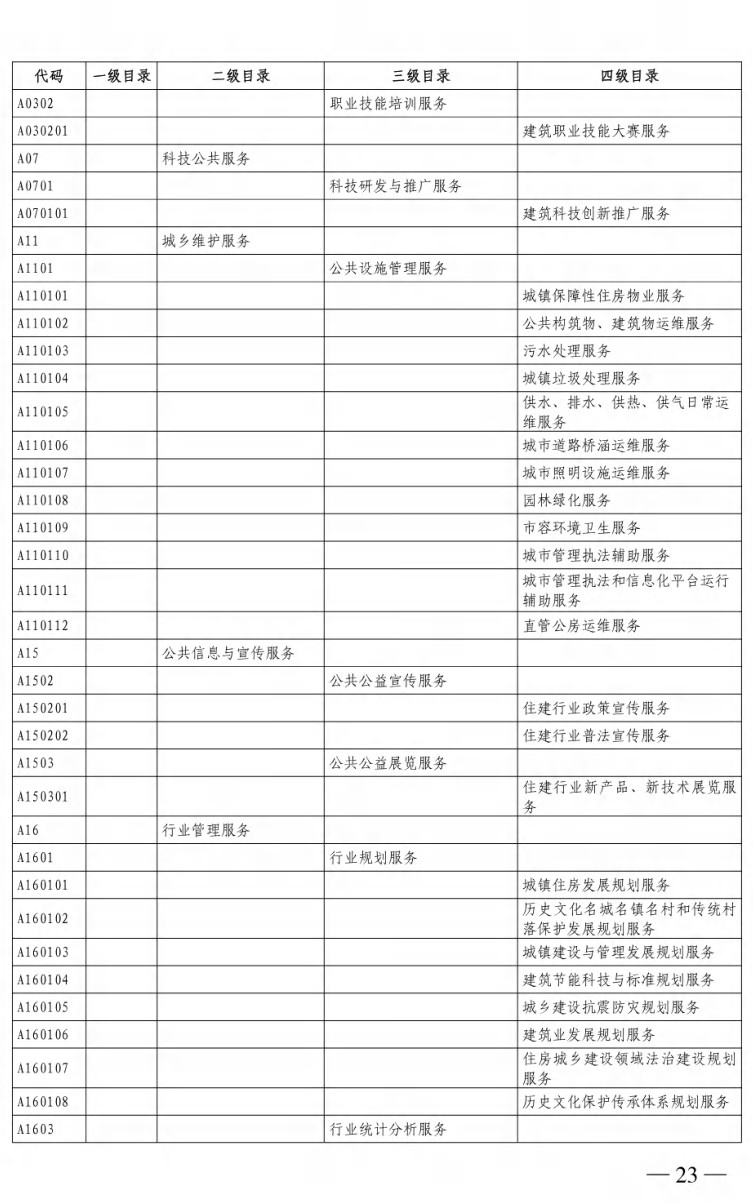 代码 一级目录 二级目录 三级目录 四级目录
A0302 职业技能培训服务
A030201 建筑职业技能大赛服务
A07 科技公共服务
A0701 科技研发与推广服务
A070101 建筑科技创新推广服务
A11 城乡维护服务
A1101 公共设施管理服务
A110101 城镇保障性住房物业服务
A110102 公共构筑物、建筑物运维服务
A110103 污水处理服务
A110104 城镇垃圾处理服务
A110105 供水、排水、供热、供气日常运
维服务
A110106 城市道路桥涵运维服务
A110107 城市照明设施运维服务
A110108 园林绿化服务
A110109 市容环境卫生服务
A110110 城市管理执法辅助服务
A110111 城市管理执法和信息化平台运行
辅助服务
A110112 直管公房运维服务
A15 公共信息与宣传服务
A1502 公共公益宣传服务
A150201 住建行业政策宣传服务
A150202 住建行业普法宣传服务
A1503 公共公益展览服务
A150301 住建行业新产品、新技术展览服
务
A16 行业管理服务
A1601 行业规划服务
A160101 城镇住房发展规划服务
A160102 历史文化名城名镇名村和传统村
落保护发展规划服务
A160103 城镇建设与管理发展规划服务
A160104 建筑节能科技与标准规划服务
A160105 城乡建设抗震防灾规划服务
A160106 建筑业发展规划服务
A160107 住房城乡建设领域法治建设规划
服务
A160108 历史文化保护传承体系规划服务
A1603 行业统计分析服务
— 23 —